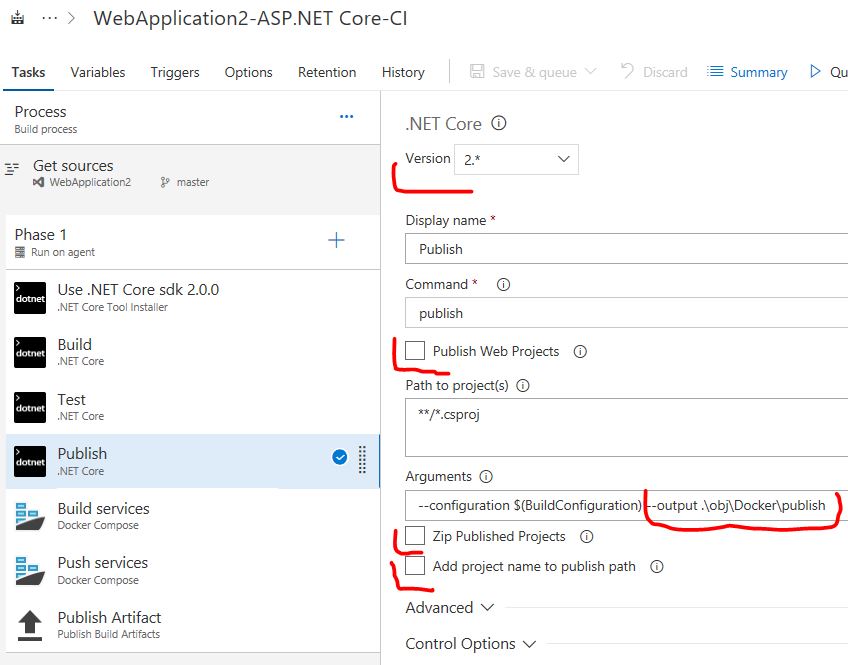 ··· > WebApplication2-ASP.NET Core-CI
Tasks Variables Triggers Options Retention History Save & queue Discard Summary Qu
Process ···
Build process
Get sources
WebApplication2 master
Phase 1
Run on agent
dotnet Use .NET Core sdk 2.0.0
.NET Core Tool Installer
dotnet Build
.NET Core
dotnet Test
.NET Core
dotnet Publish
.NET Core
Build services
Docker Compose
Push services
Docker Compose
Publish Artifact
Publish Build Artifacts
.NET Core
Version 2.*
Display name *
Publish
Command *
publish
Publish Web Projects
Path to project(s)
**/*.csproj
Arguments
--configuration $(BuildConfiguration) --output .\obj\Docker\publish
Zip Published Projects
Add project name to publish path
Advanced
Control Options